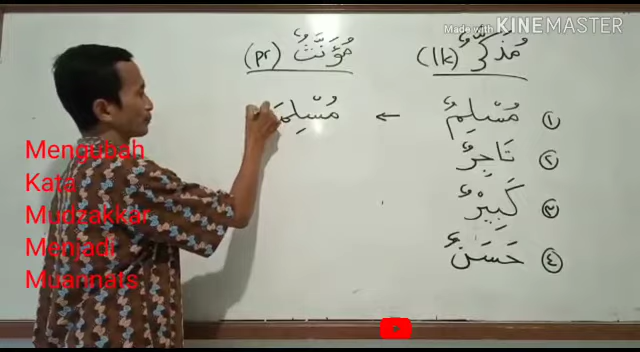 Made with KINEMASTER
مُذَكَّرٌ (lk)
مُؤَنَّثٌ (pr)
١ مُسْلِمٌ ← مُسْلِمَ
٢ تَاجِرٌ
٣ كَبِيْرٌ
٤ حَسَنٌ
Mengubah
Kata
Mudzakkar
Menjadi
Muannats